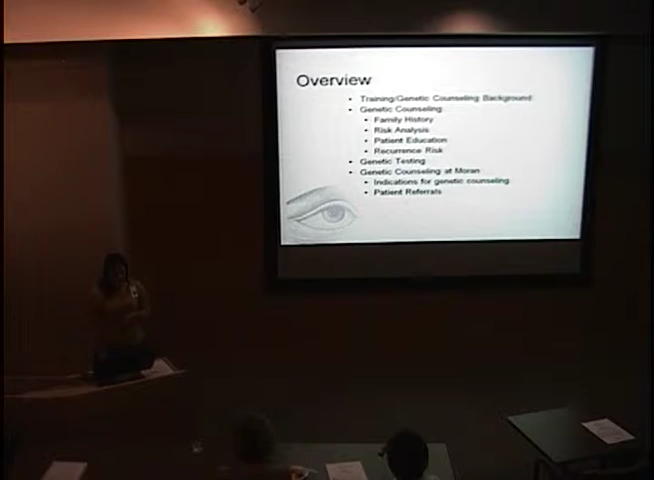 Overview
• Training/Genetic Counseling Background
• Genetic Counseling
• Family History
• Risk Analysis
• Patient Education
• Recurrence Risk
• Genetic Testing
• Genetic Counseling at Moran
• Indications for genetic counseling
• Patient Referrals